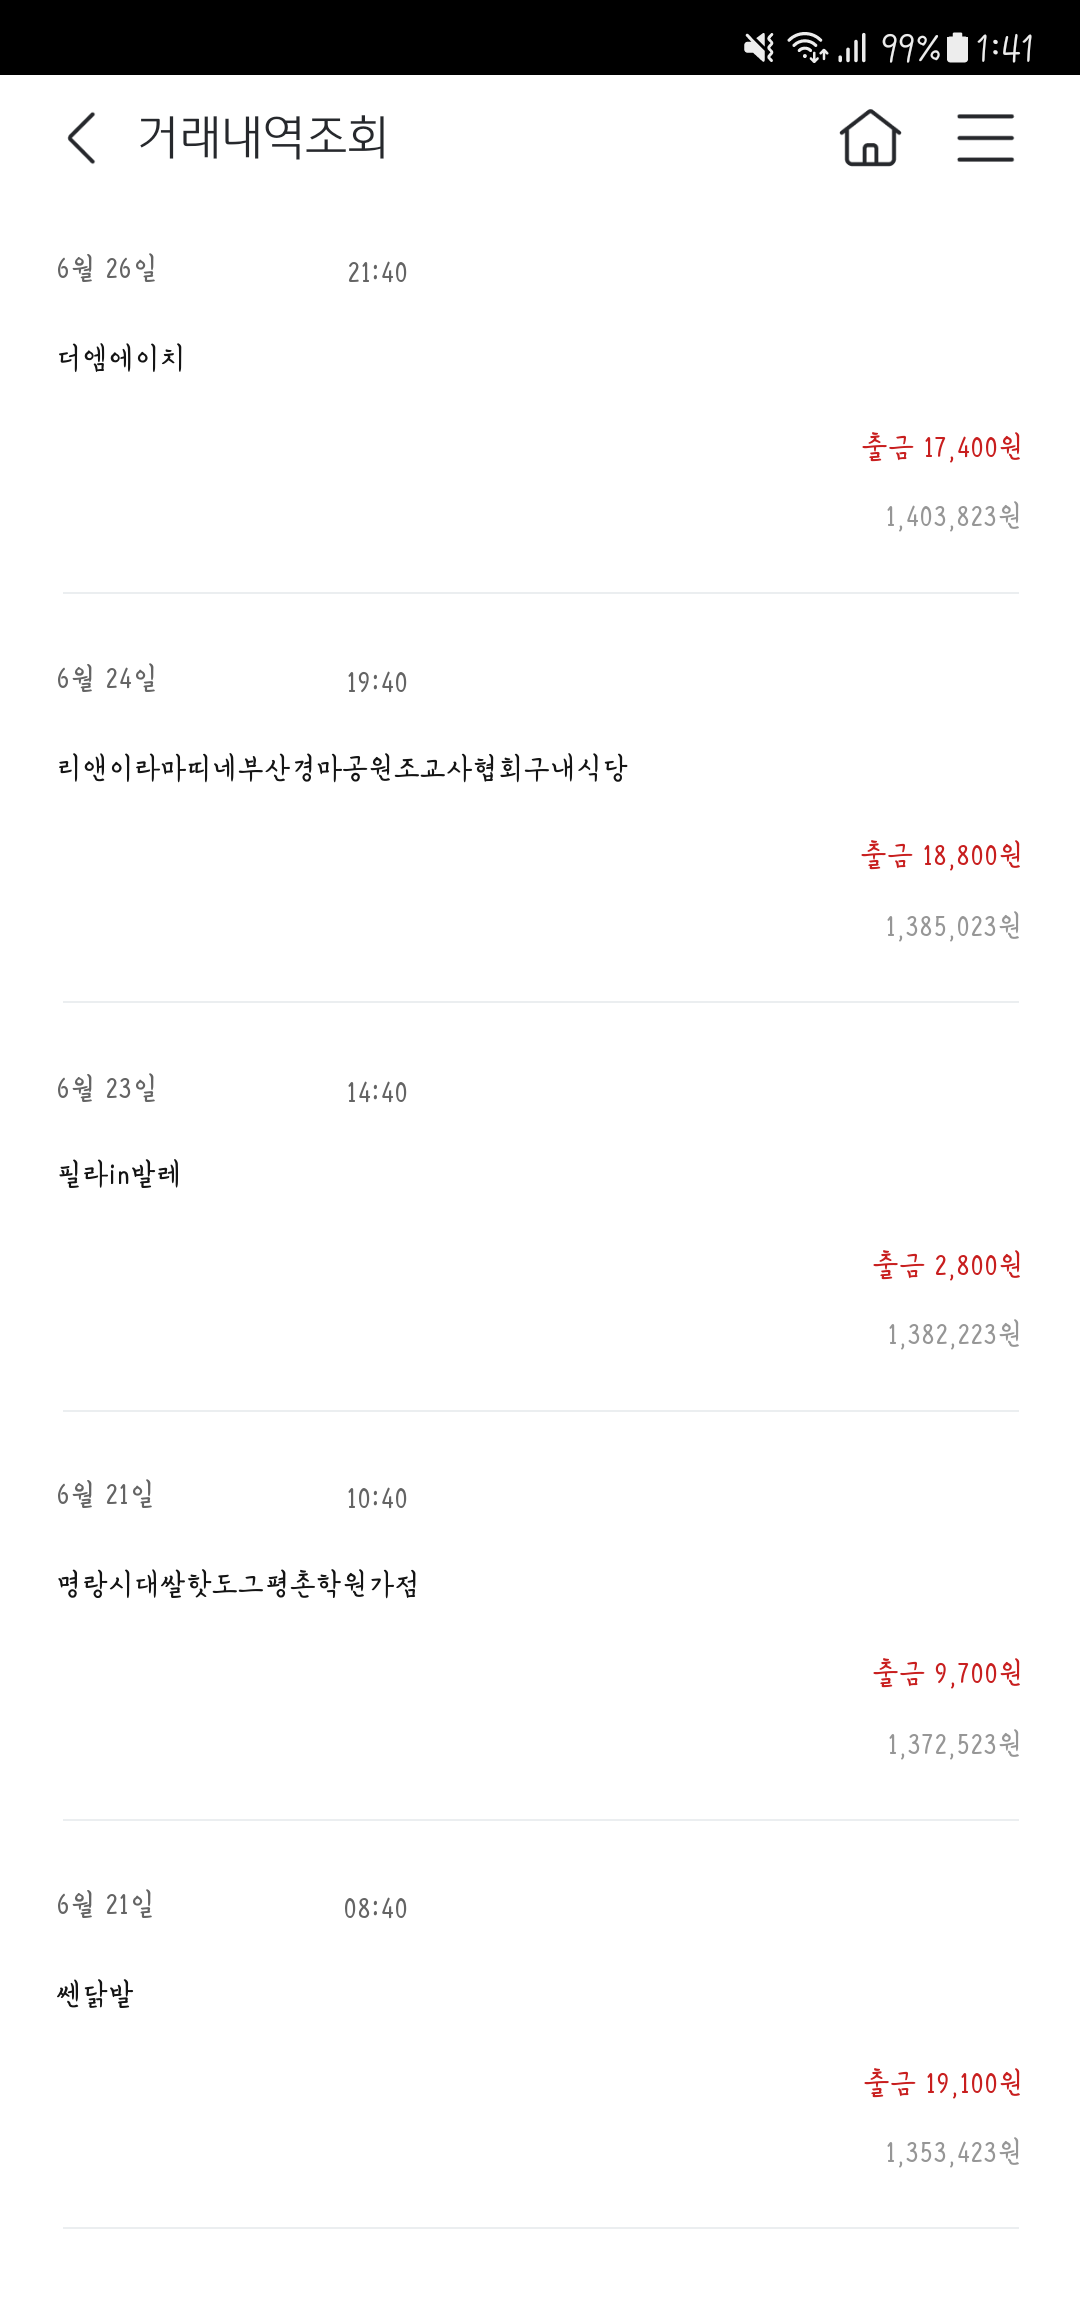 99% 1:41
거래내역조회
6월 26일 21:40
더엠에이치
출금 17,400원
1,403,823원
6월 24일 19:40
리앤이라마띠네부산경마공원조교사협회구내식당
출금 18,800원
1,385,023원
6월 23일 14:40
필라in발레
출금 2,800원
1,382,223원
6월 21일 10:40
명랑시대쌀핫도그평촌학원가점
출금 9,700원
1,372,523원
6월 21일 08:40
쎈닭발
출금 19,100원
1,353,423원